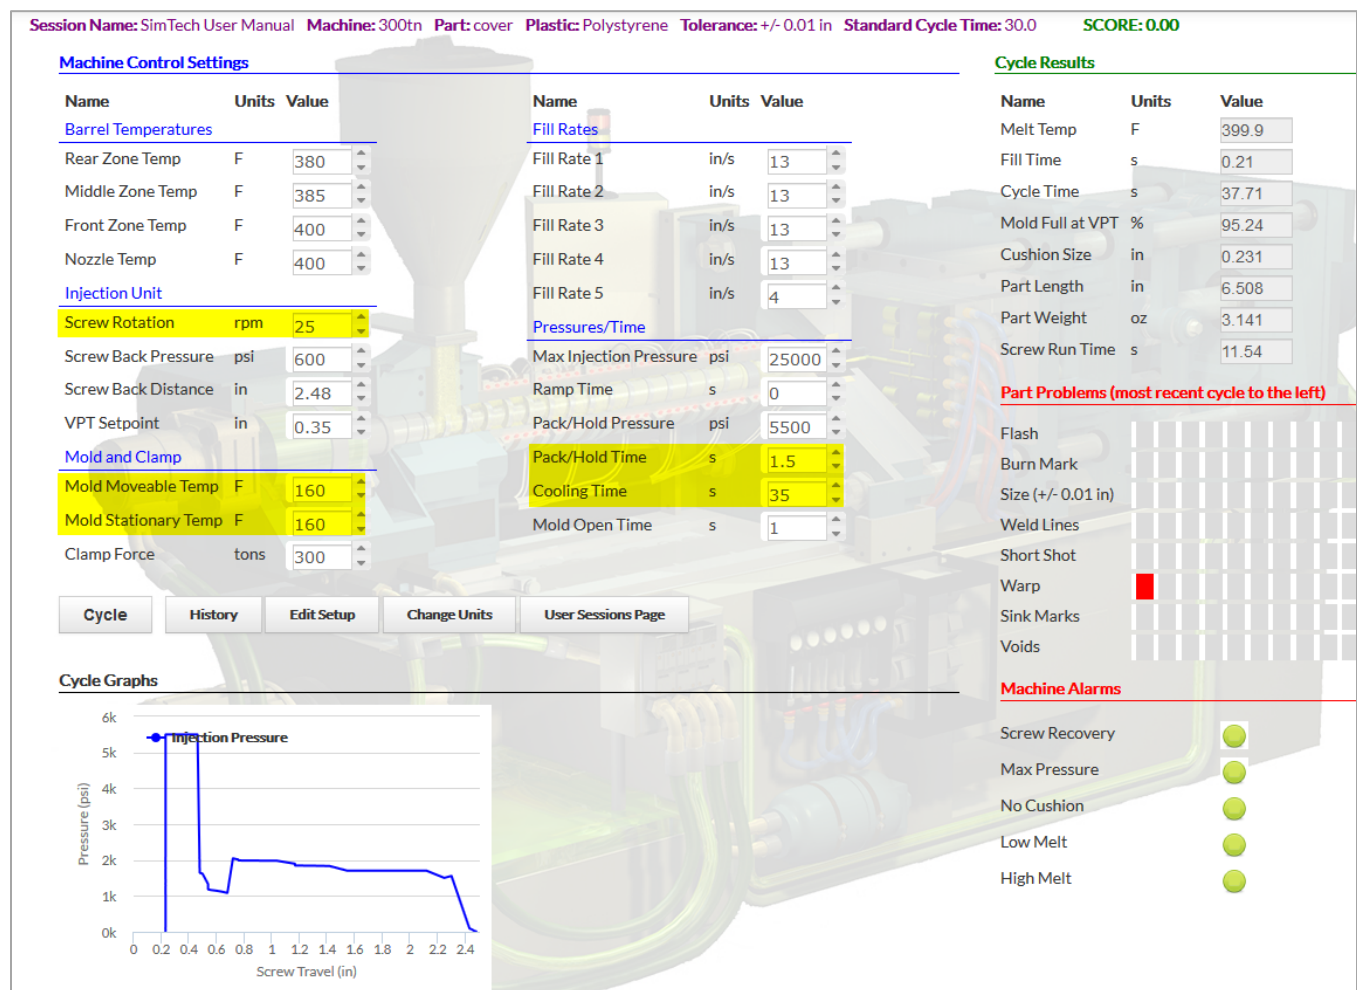 Session Name: SimTech User Manual Machine: 300tn Part: cover Plastic: Polystyrene Tolerance: +/- 0.01 in Standard Cycle Time: 30.0 SCORE: 0.00
Machine Control Settings
Name Units Value
Barrel Temperatures
Rear Zone Temp F 380
Middle Zone Temp F 385
Front Zone Temp F 400
Nozzle Temp F 400
Injection Unit
Screw Rotation rpm 25
Screw Back Pressure psi 600
Screw Back Distance in 2.48
VPT Setpoint in 0.35
Mold and Clamp
Mold Moveable Temp F 160
Mold Stationary Temp F 160
Clamp Force tons 300
Name Units Value
Fill Rates
Fill Rate 1 in/s 13
Fill Rate 2 in/s 13
Fill Rate 3 in/s 13
Fill Rate 4 in/s 13
Fill Rate 5 in/s 4
Pressures/Time
Max Injection Pressure psi 25000
Ramp Time s 0
Pack/Hold Pressure psi 5500
Pack/Hold Time s 1.5
Cooling Time s 35
Mold Open Time s 1
Cycle History Edit Setup Change Units User Sessions Page
Cycle Graphs
Injection Pressure
6k
5k
4k
3k
2k
1k
0k
Pressure (psi)
0 0.2 0.4 0.6 0.8 1 1.2 1.4 1.6 1.8 2 2.2 2.4
Screw Travel (in)
Cycle Results
Name Units Value
Melt Temp F 399.9
Fill Time s 0.21
Cycle Time s 37.71
Mold Full at VPT % 95.24
Cushion Size in 0.231
Part Length in 6.508
Part Weight oz 3.141
Screw Run Time s 11.54
Part Problems (most recent cycle to the left)
Flash
Burn Mark
Size (+/- 0.01 in)
Weld Lines
Short Shot
Warp
Sink Marks
Voids
Machine Alarms
Screw Recovery
Max Pressure
No Cushion
Low Melt
High Melt